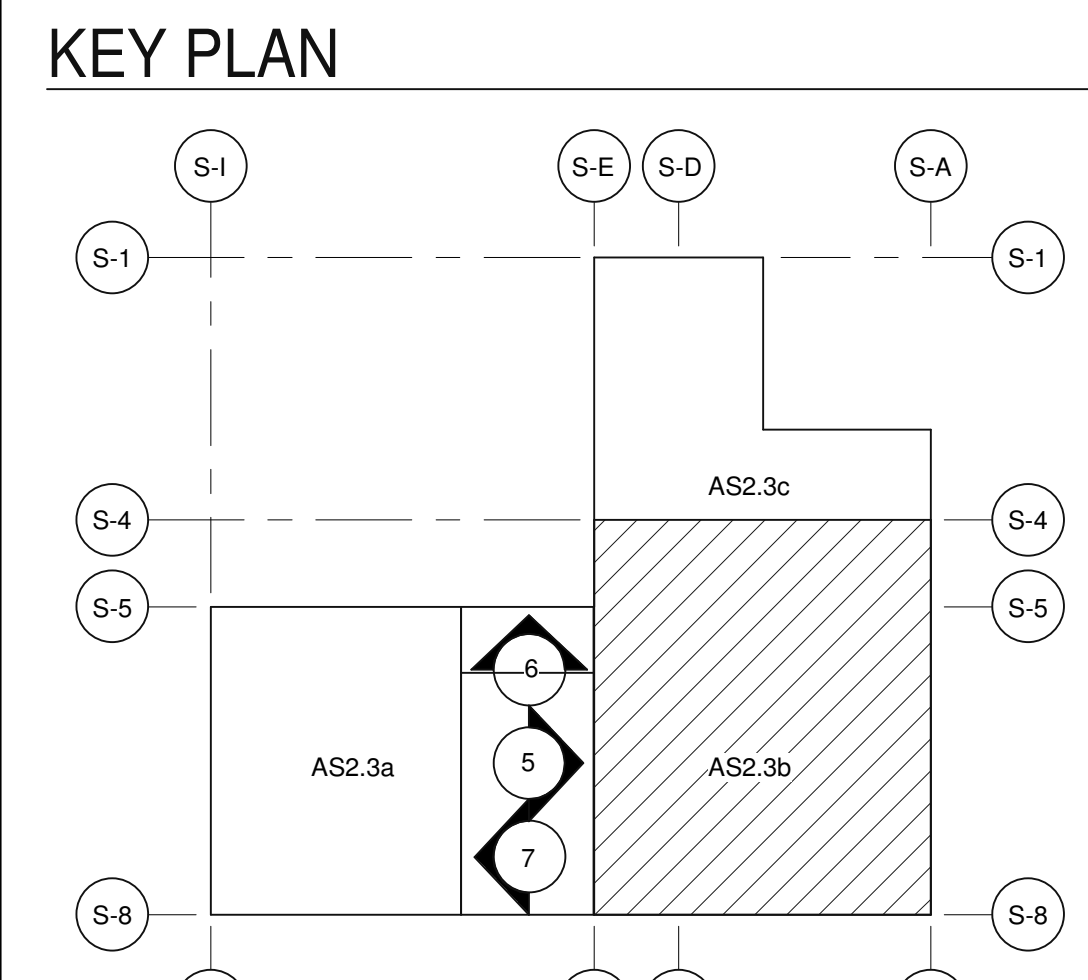 KEY PLAN
S-I S-E S-D S-A
S-1 S-1
AS2.3c
S-4 S-4
S-5 S-5
6
AS2.3a 5 AS2.3b
7
S-8 S-8